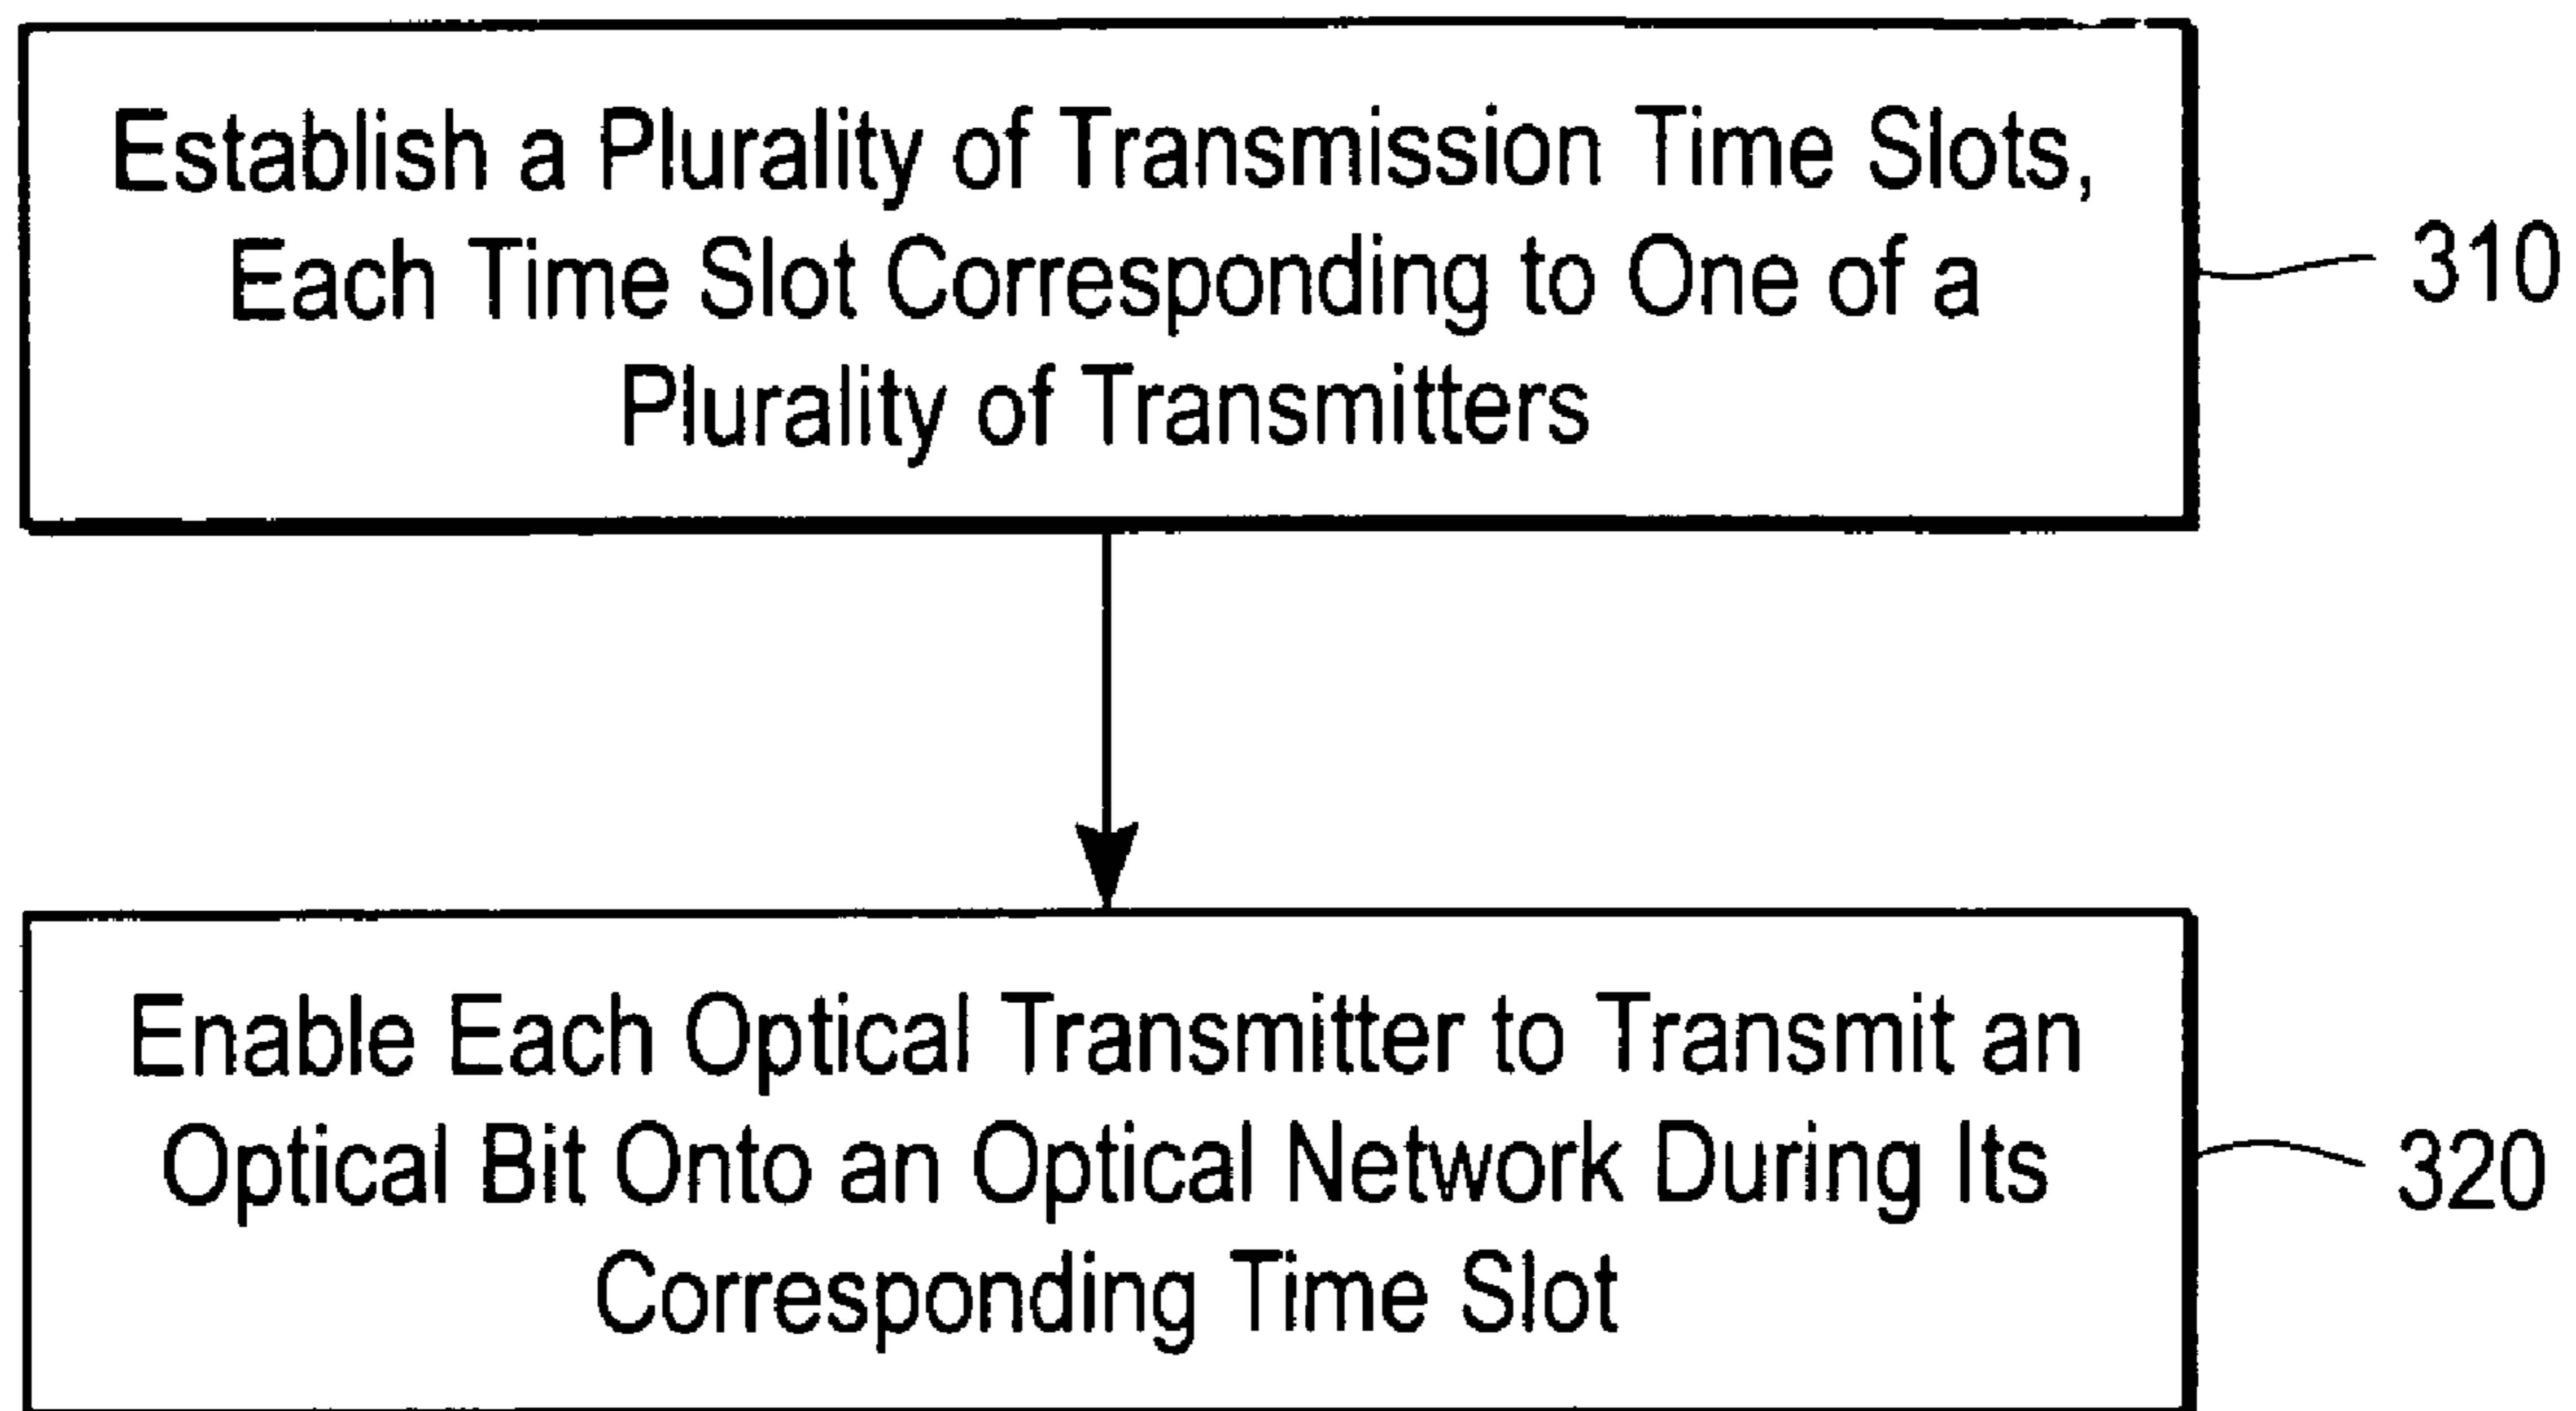 Establish a Plurality of Transmission Time Slots,
Each Time Slot Corresponding to One of a
Plurality of Transmitters
310
Enable Each Optical Transmitter to Transmit an
Optical Bit Onto an Optical Network During Its
Corresponding Time Slot
320